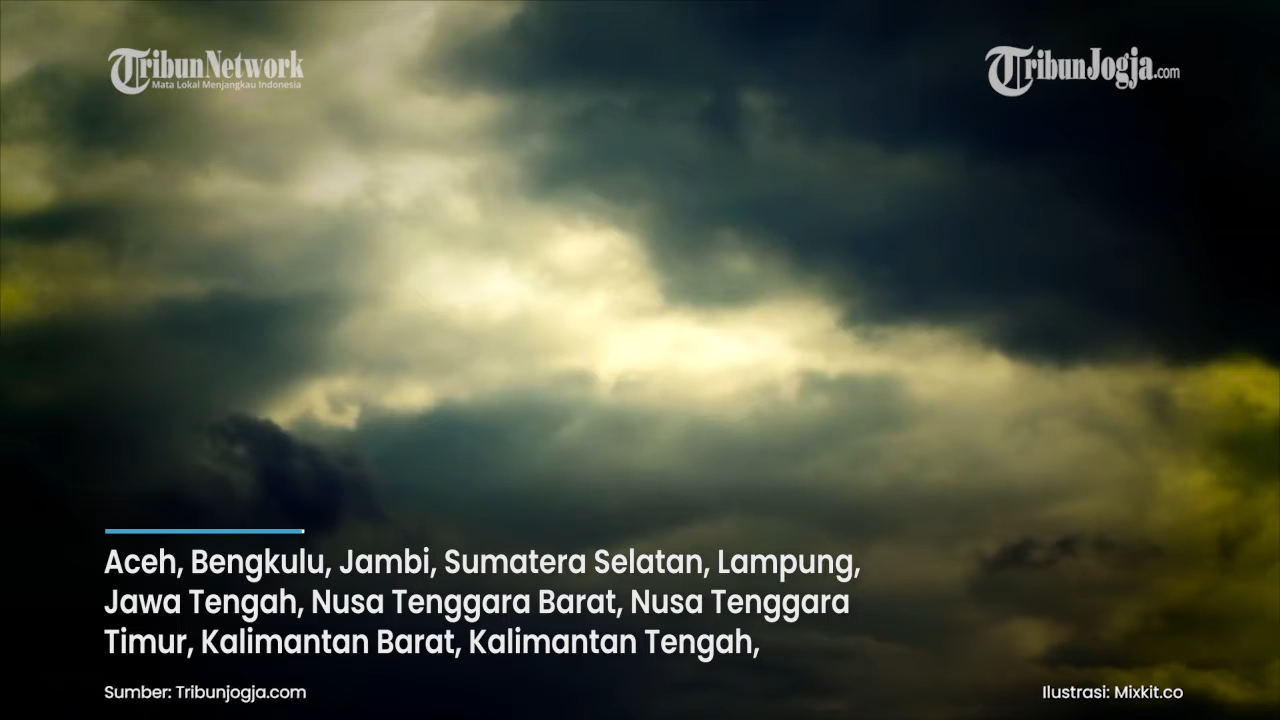 TribunNetwork
Mata Lokal Menjangkau Indonesia
TribunJogja.com
Aceh, Bengkulu, Jambi, Sumatera Selatan, Lampung,
Jawa Tengah, Nusa Tenggara Barat, Nusa Tenggara
Timur, Kalimantan Barat, Kalimantan Tengah,
Sumber: Tribunjogja.com
Ilustrasi: Mixkit.co